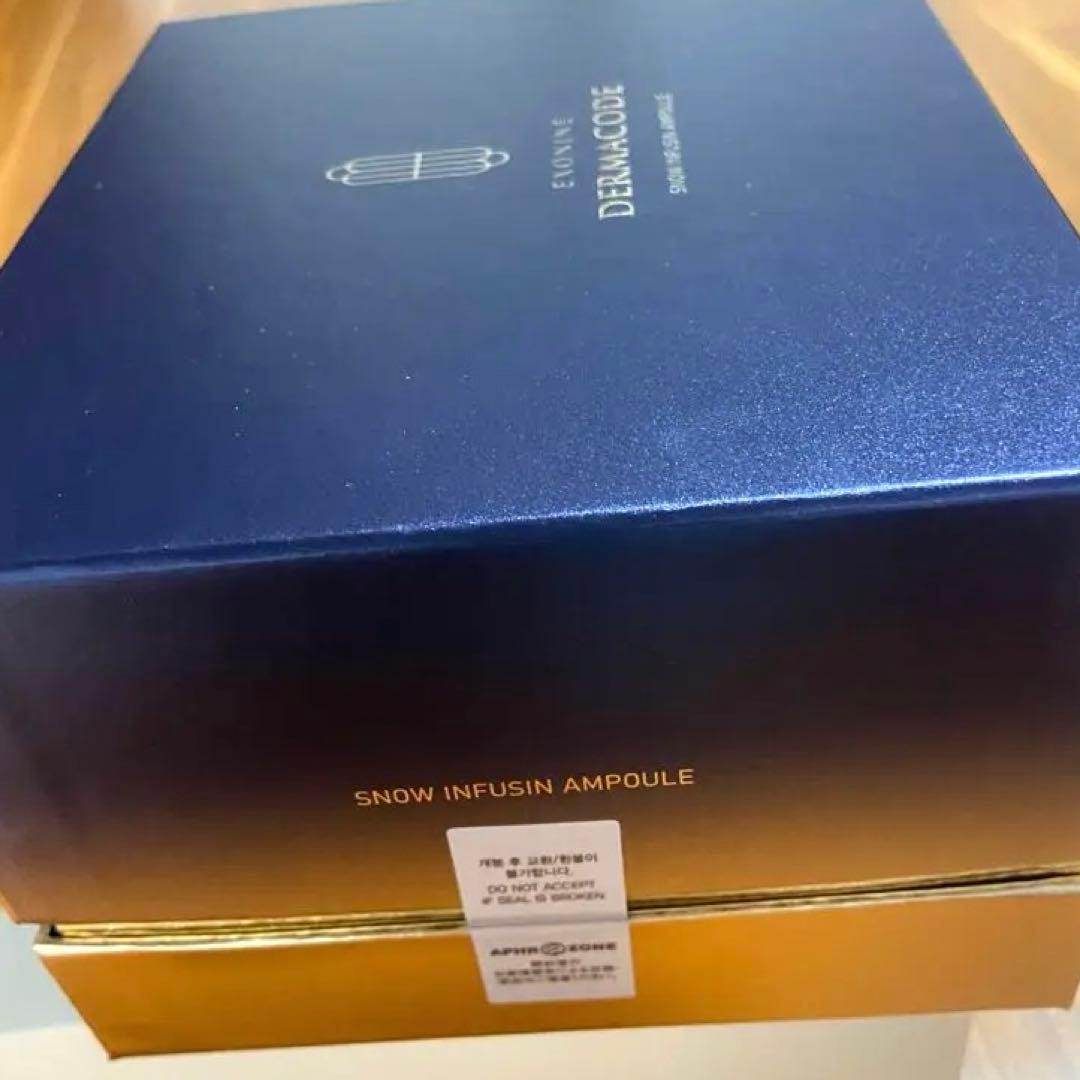 EXONINE
DERMACODE
SNOW INFUSIN AMPOULE
SNOW INFUSIN AMPOULE
개봉 후 교환/환불이
불가합니다.
DO NOT ACCEPT
IF SEAL IS BROKEN
APHROZONE